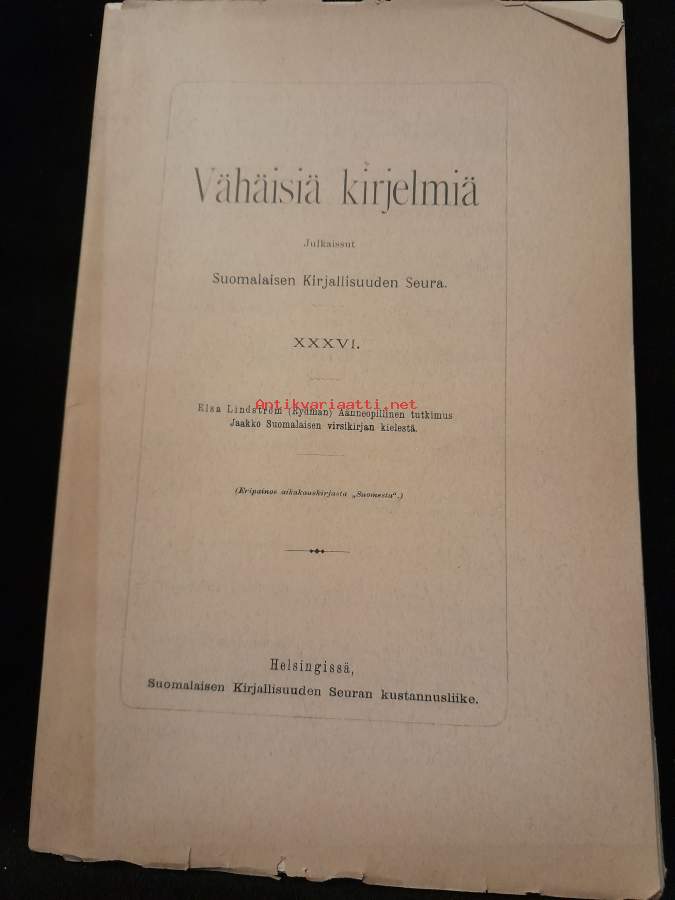 Vähäisiä kirjelmiä
Julkaissut
Suomalaisen Kirjallisuuden Seura.
XXXVI.
Antikvariaatti.net
Elsa Lindström (Rydman) Äänneopillinen tutkimus
Jaakko Suomalaisen virsikirjan kielestä.
(Eripainos aikakauskirjasta „Suomesta“.)
Helsingissä,
Suomalaisen Kirjallisuuden Seuran kustannusliike.